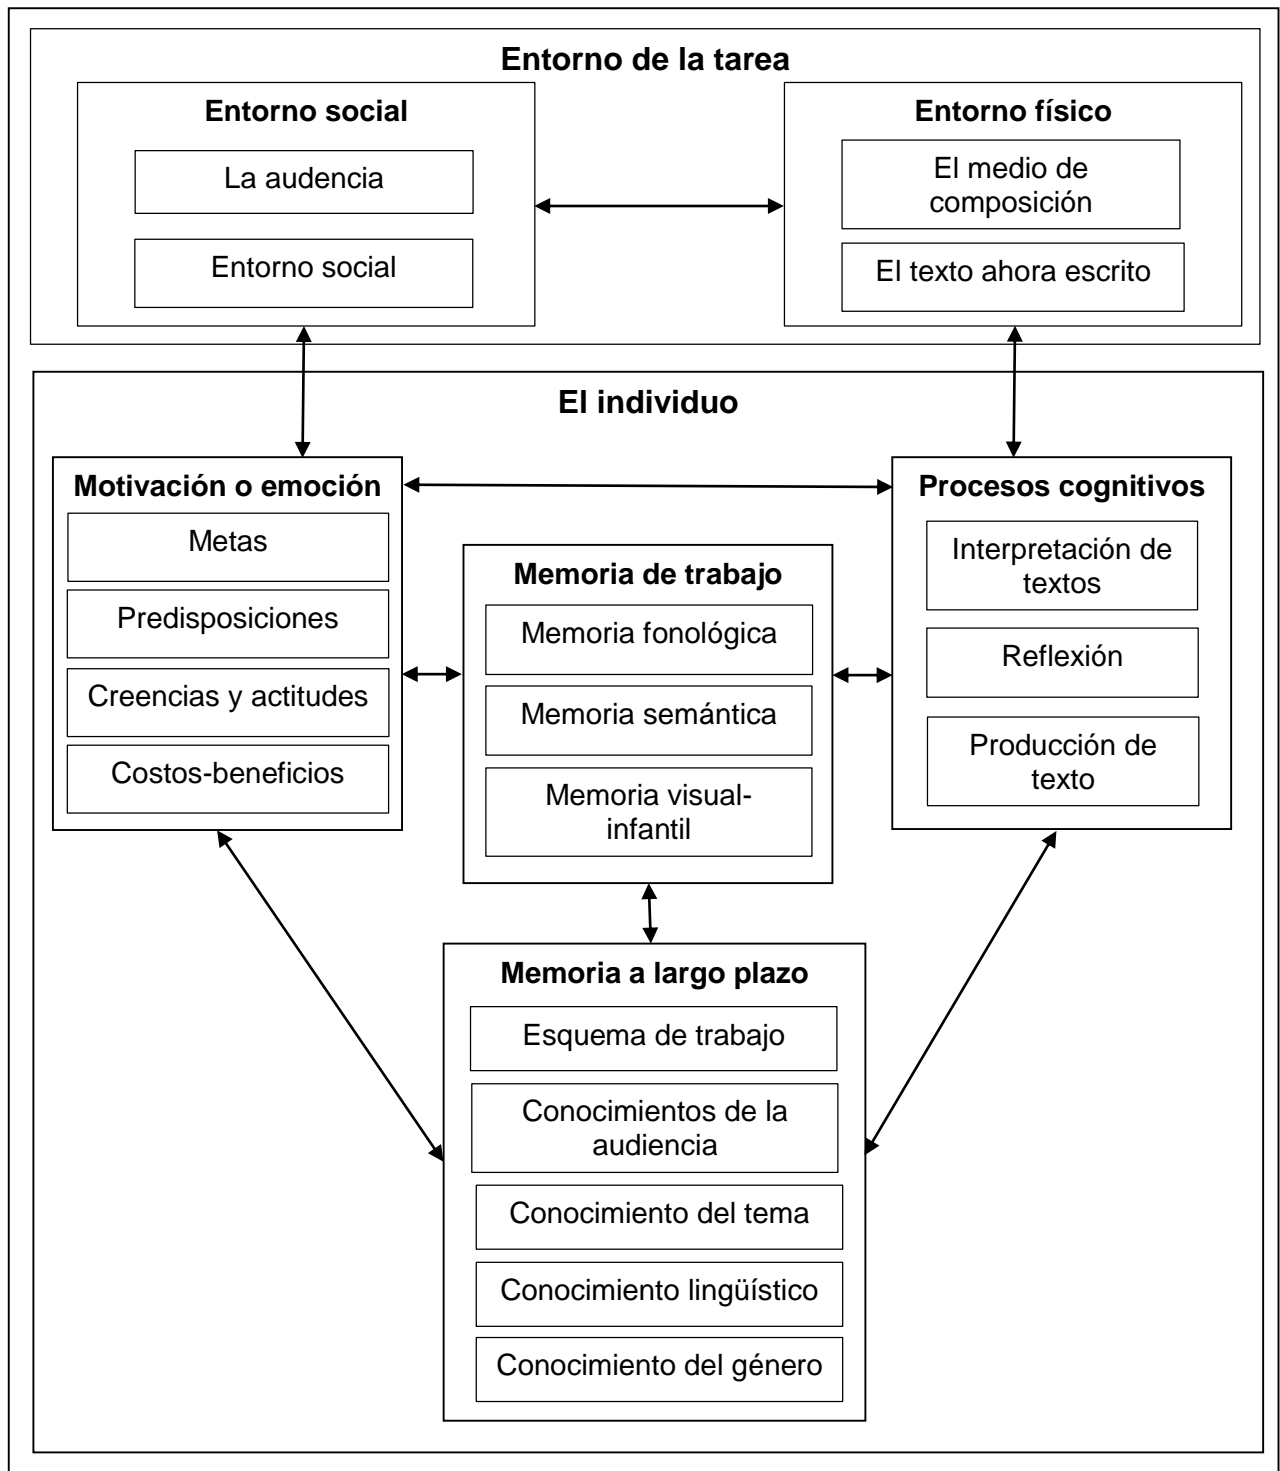 Entorno de la tarea
Entorno social
La audencia
Entorno social
Entorno físico
El medio de
composición
El texto ahora escrito
El individuo
Motivación o emoción
Metas
Predisposiciones
Creencias y actitudes
Costos-beneficios
Memoria de trabajo
Memoria fonológica
Memoria semántica
Memoria visual-
infantil
Procesos cognitivos
Interpretación de
textos
Reflexión
Producción de
texto
Memoria a largo plazo
Esquema de trabajo
Conocimientos de la
audiencia
Conocimiento del tema
Conocimiento lingüístico
Conocimiento del género